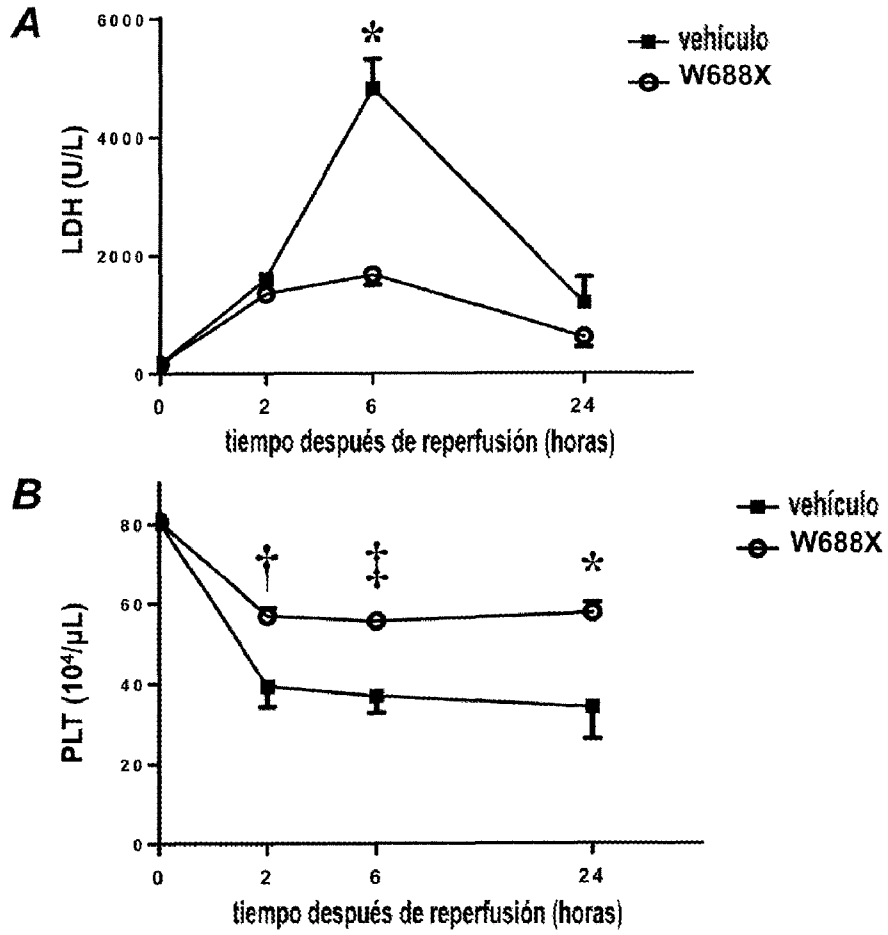 A
6000
*
vehículo
W688X
4000
LDH (U/L)
2000
0
0 2 6 24
tiempo después de reperfusión (horas)
B
vehículo
W688X
80
† ‡ *
60
PLT (10⁴/µL)
40
20
0
0 2 6 24
tiempo después de reperfusión (horas)